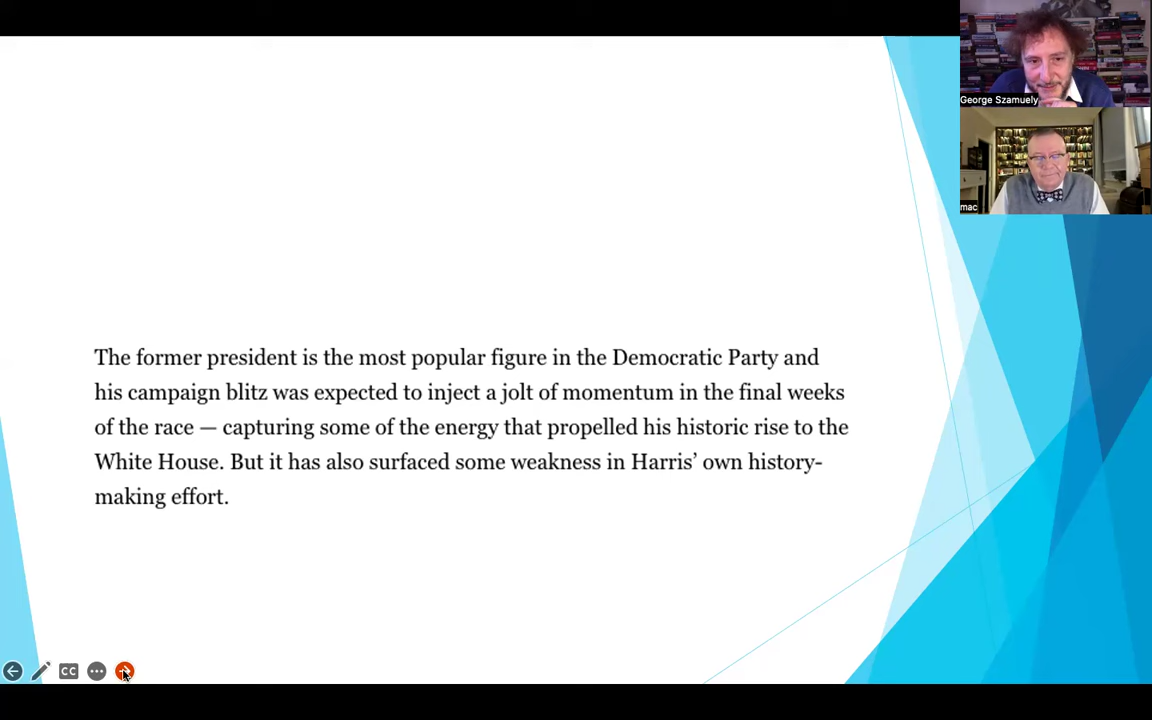 George Szamuely
mac
The former president is the most popular figure in the Democratic Party and
his campaign blitz was expected to inject a jolt of momentum in the final weeks
of the race — capturing some of the energy that propelled his historic rise to the
White House. But it has also surfaced some weakness in Harris’ own history-
making effort.
CC